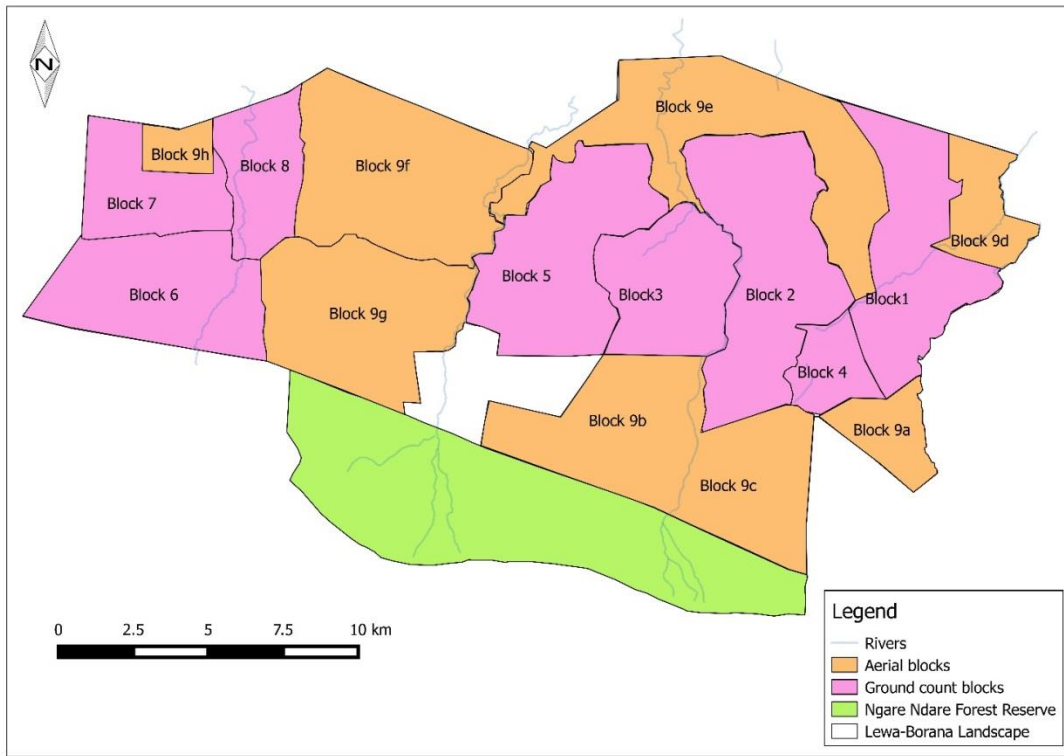 N
Block 9e
Block 9h
Block 8
Block 9f
Block 7
Block 9d
Block 5
Block 6
Block3
Block 2
Block1
Block 9g
Block 4
Block 9b
Block 9a
Block 9c
0 2.5 5 7.5 10 km
Legend
Rivers
Aerial blocks
Ground count blocks
Ngare Ndare Forest Reserve
Lewa-Borana Landscape